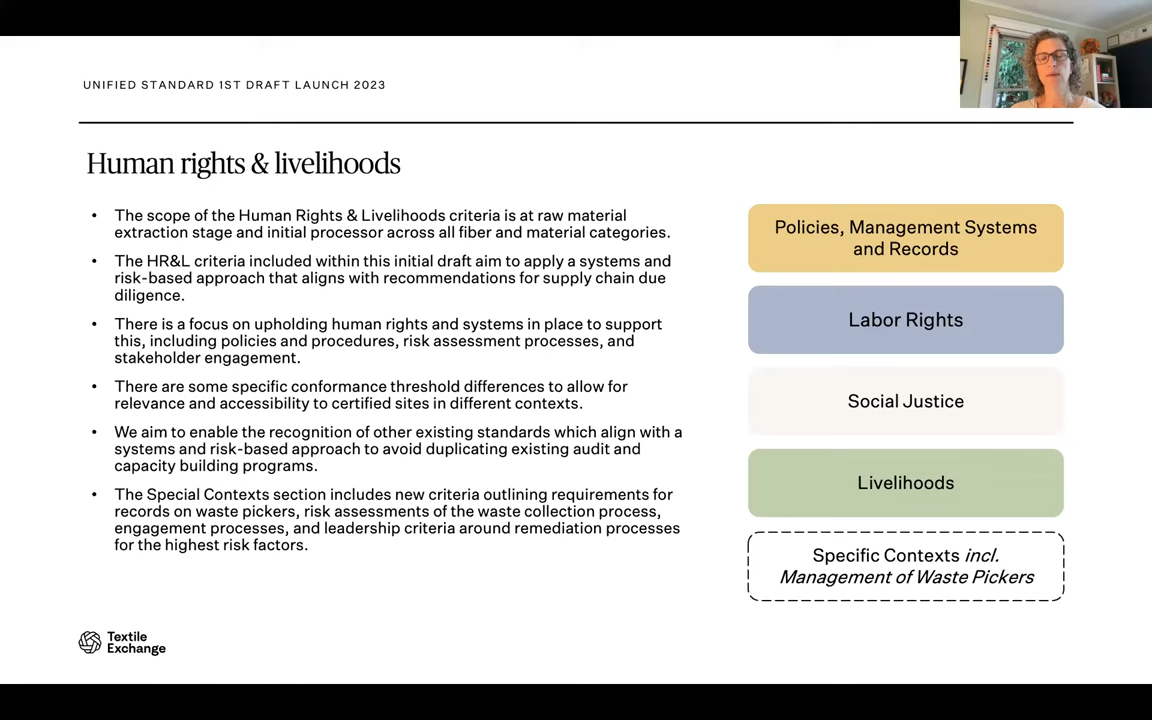 UNIFIED STANDARD 1ST DRAFT LAUNCH 2023
Human rights & livelihoods
• The scope of the Human Rights & Livelihoods criteria is at raw material
extraction stage and initial processor across all fiber and material categories.
• The HR&L criteria included within this initial draft aim to apply a systems and
risk-based approach that aligns with recommendations for supply chain due
diligence.
• There is a focus on upholding human rights and systems in place to support
this, including policies and procedures, risk assessment processes, and
stakeholder engagement.
• There are some specific conformance threshold differences to allow for
relevance and accessibility to certified sites in different contexts.
• We aim to enable the recognition of other existing standards which align with a
systems and risk-based approach to avoid duplicating existing audit and
capacity building programs.
• The Special Contexts section includes new criteria outlining requirements for
records on waste pickers, risk assessments of the waste collection process,
engagement processes, and leadership criteria around remediation processes
for the highest risk factors.
Policies, Management Systems
and Records
Labor Rights
Social Justice
Livelihoods
Specific Contexts incl.
Management of Waste Pickers
Textile
Exchange